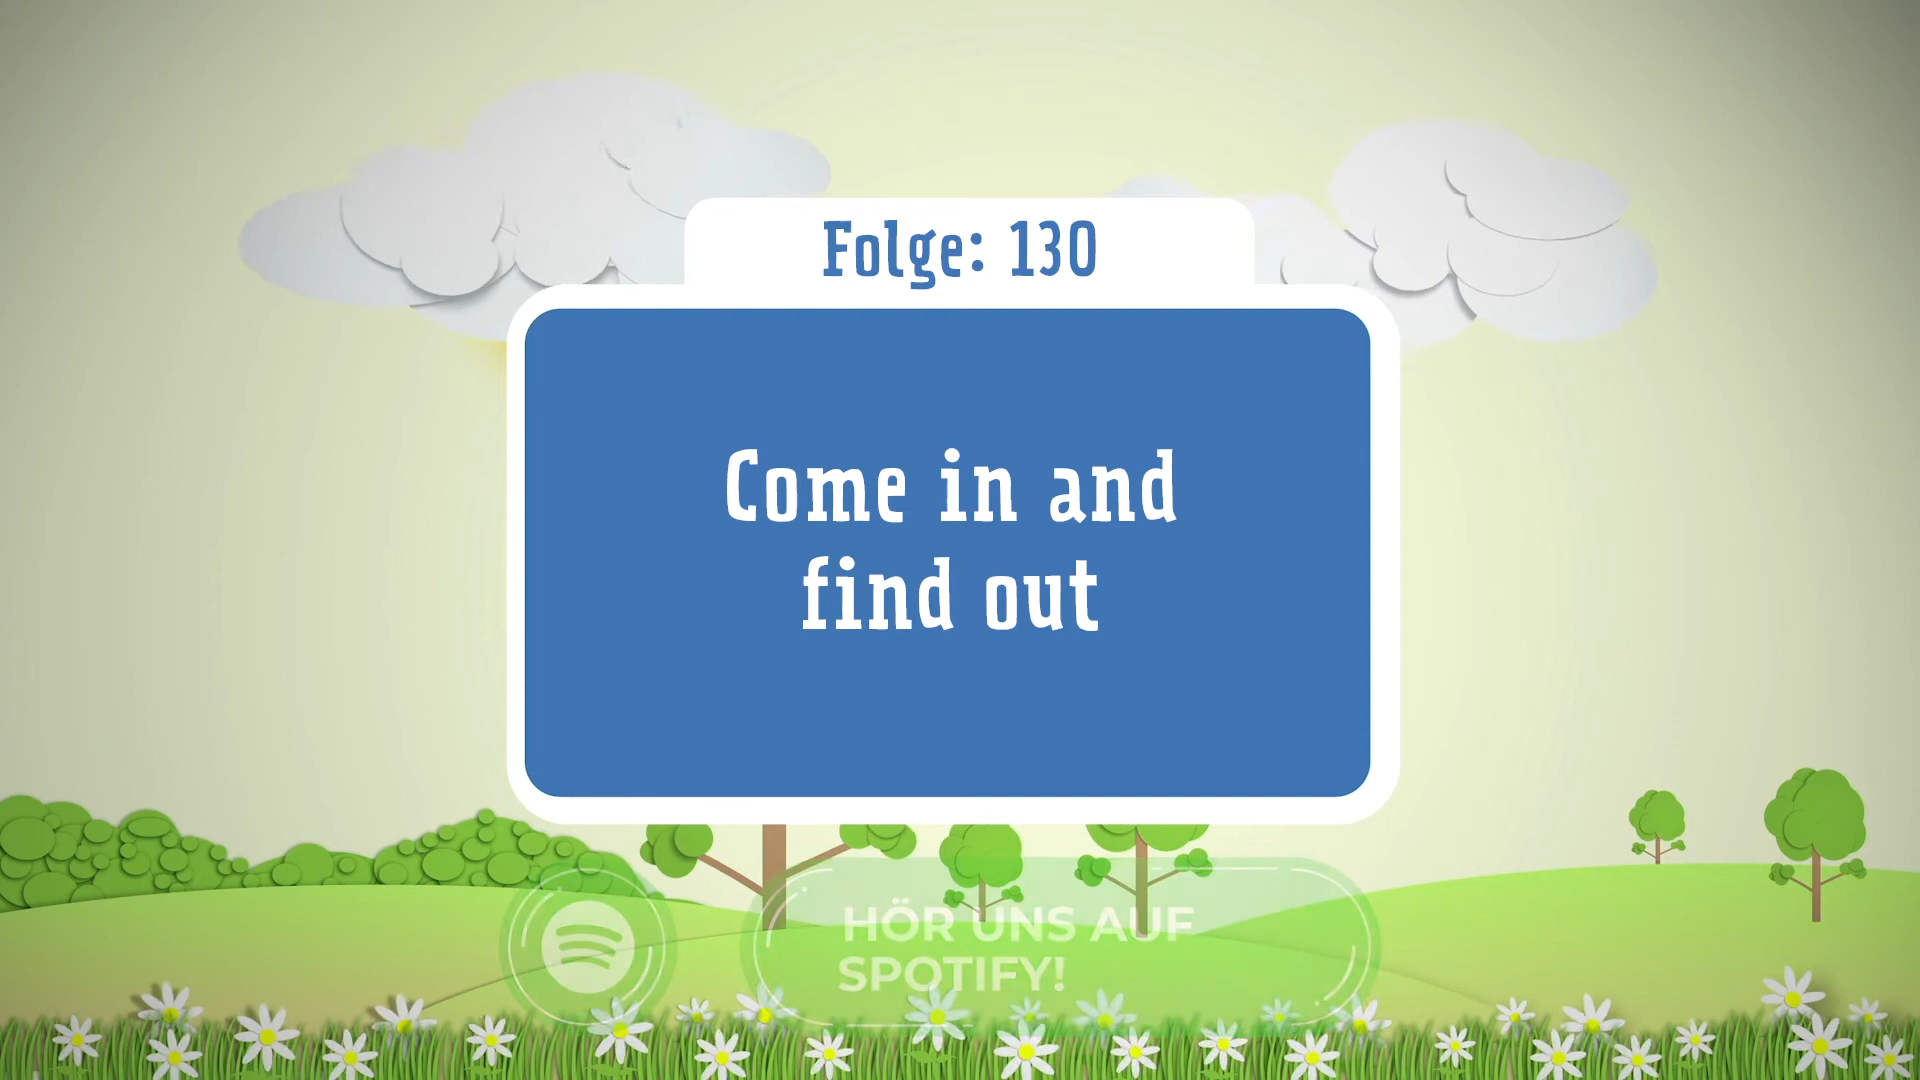 Folge: 130
Come in and
find out
HÖR UNS AUF
SPOTIFY!